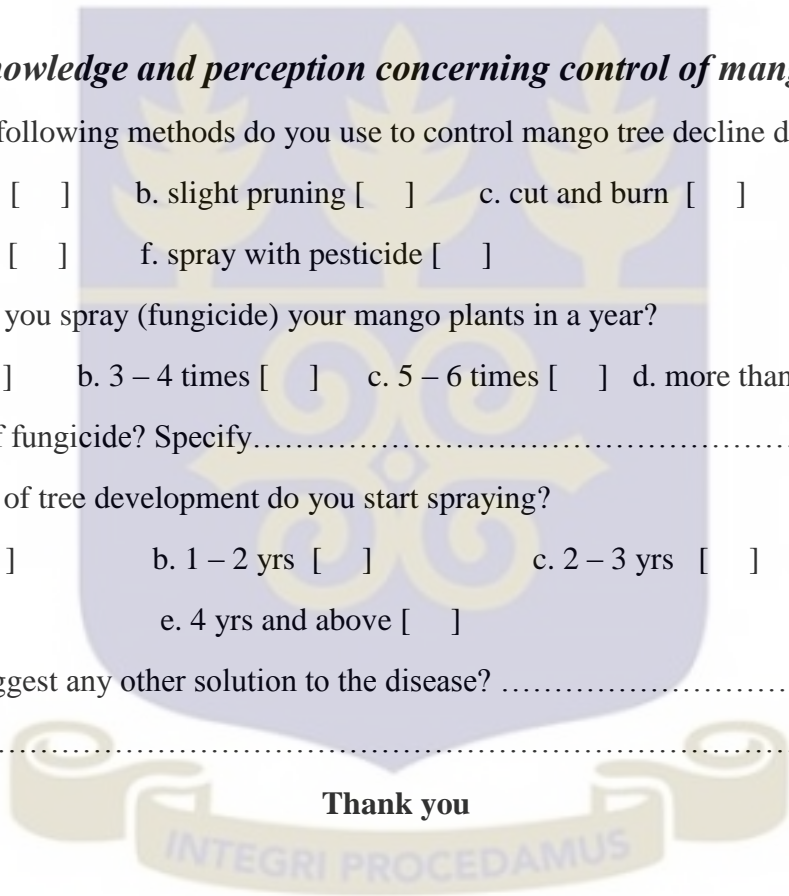 nowledge and perception concerning control of mang
following methods do you use to control mango tree decline d
[ ] b. slight pruning [ ] c. cut and burn [ ]
[ ] f. spray with pesticide [ ]
you spray (fungicide) your mango plants in a year?
] b. 3 – 4 times [ ] c. 5 – 6 times [ ] d. more than
f fungicide? Specify……………………………………………
of tree development do you start spraying?
] b. 1 – 2 yrs [ ] c. 2 – 3 yrs [ ]
e. 4 yrs and above [ ]
ggest any other solution to the disease? ………………………
……………………………………………………………………
Thank you
INTEGRI PROCEDAMUS